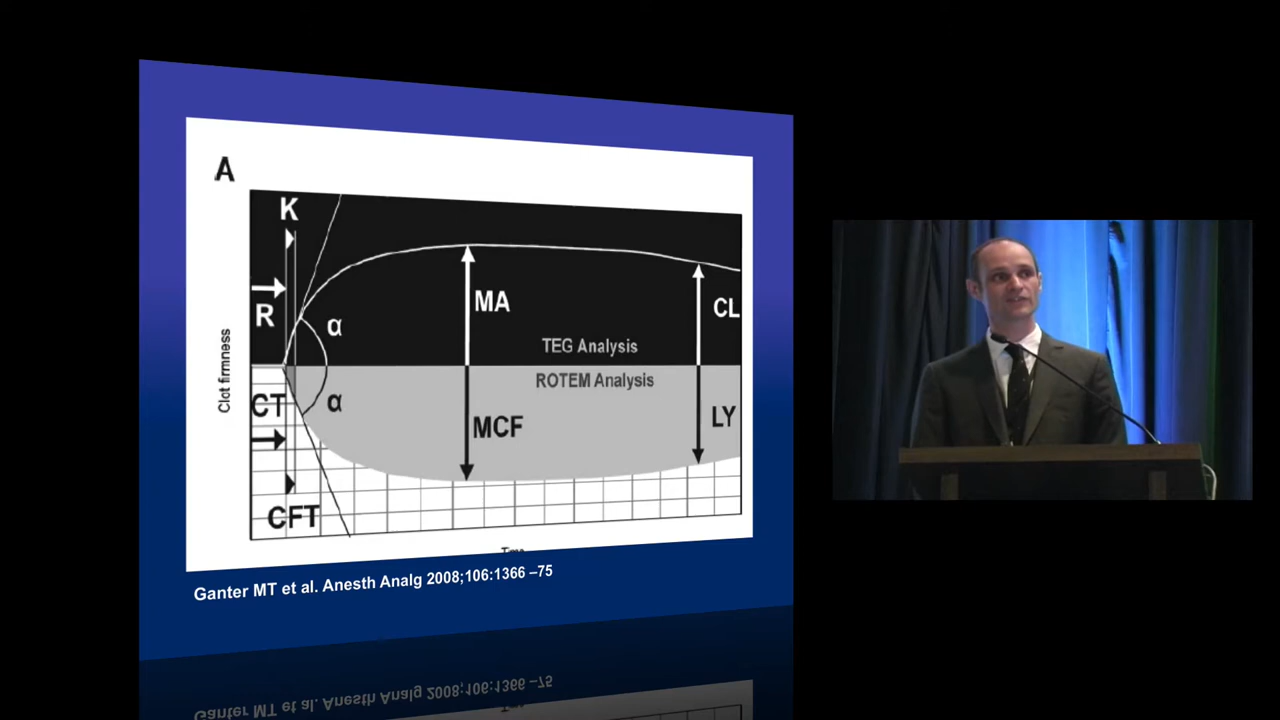 A
K
R
α
MA
CL
TEG Analysis
ROTEM Analysis
Clot firmness
CT
α
MCF
LY
CFT
Time
Ganter MT et al. Anesth Analg 2008;106:1366 –75